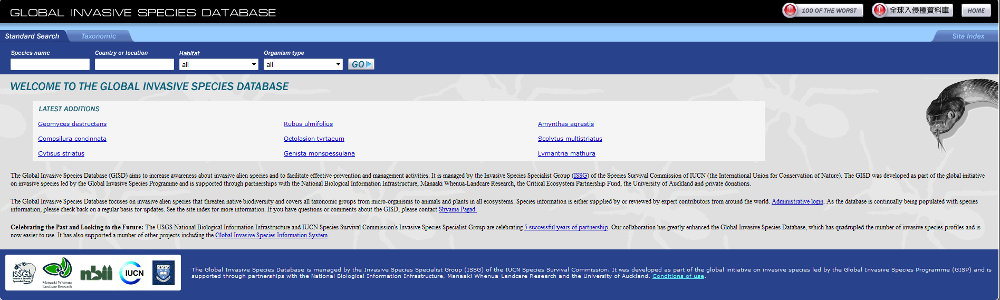 GLOBAL INVASIVE SPECIES DATABASE
100 OF THE WORST
全球入侵種資料庫
HOME
Standard Search
Taxonomic
Site Index
Species name
Country or location
Habitat
Organism type
all
all
GO
WELCOME TO THE GLOBAL INVASIVE SPECIES DATABASE
LATEST ADDITIONS
Geomyces destructans
Rubus ulmifolius
Amynthas agrestis
Compsilura concinnata
Octolasion tyrtaeum
Scolytus multistriatus
Cytisus striatus
Genista monspessulana
Lymantria mathura
The Global Invasive Species Database (GISD) aims to increase awareness about invasive alien species and to facilitate effective prevention and management activities. It is managed by the Invasive Species Specialist Group (ISSG) of the Species Survival Commission of IUCN (the International Union for Conservation of Nature). The GISD was developed as part of the global initiative
on invasive species led by the Global Invasive Species Programme and is supported through partnerships with the National Biological Information Infrastructure, Manaaki Whenua-Landcare Research, the Critical Ecosystem Partnership Fund, the University of Auckland and private donations.
The Global Invasive Species Database focuses on invasive alien species that threaten native biodiversity and covers all taxonomic groups from micro-organisms to animals and plants in all ecosystems. Species information is either supplied by or reviewed by expert contributors from around the world. Administrative login. As the database is continually being populated with species
information, please check back on a regular basis for updates. See the site index for more information. If you have questions or comments about the GISD, please contact Shyama Pagad.
Celebrating the Past and Looking to the Future: The USGS National Biological Information Infrastructure and IUCN Species Survival Commission's Invasive Species Specialist Group are celebrating 5 successful years of partnership. Our collaboration has greatly enhanced the Global Invasive Species Database, which has quadrupled the number of invasive species profiles and is
now easier to use. It has also supported a number of other projects including the Global Invasive Species Information System.
ISSG
Invasive Species
Specialist Group
Manaaki Whenua
Landcare Research
nbii
IUCN
The Global Invasive Species Database is managed by the Invasive Species Specialist Group (ISSG) of the IUCN Species Survival Commission. It was developed as part of the global initiative on invasive species led by the Global Invasive Species Programme (GISP) and is
supported through partnerships with the National Biological Information Infrastructure, Manaaki Whenua-Landcare Research and the University of Auckland. Conditions of use.